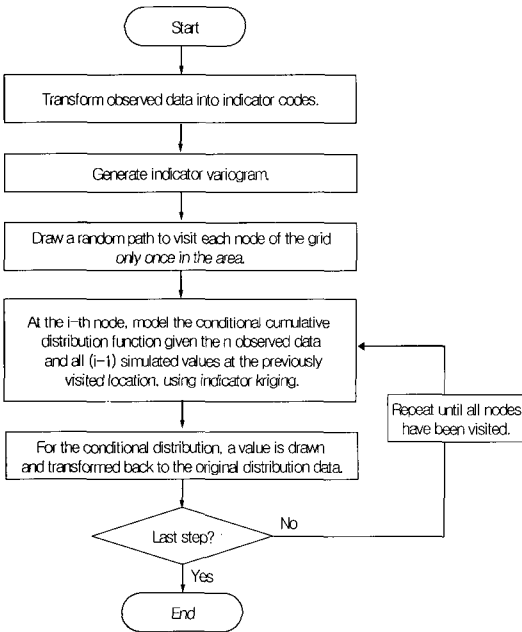 Start
Transform observed data into indicator codes.
Generate indicator variogram.
Draw a random path to visit each node of the grid
only once in the area.
At the i-th node, model the conditional cumulative
distribution function given the n observed data
and all (i-1) simulated values at the previously
visited location, using indicator kriging.
Repeat until all nodes
have been visited.
For the conditional distribution, a value is drawn
and transformed back to the original distribution data.
Last step?
No
Yes
End